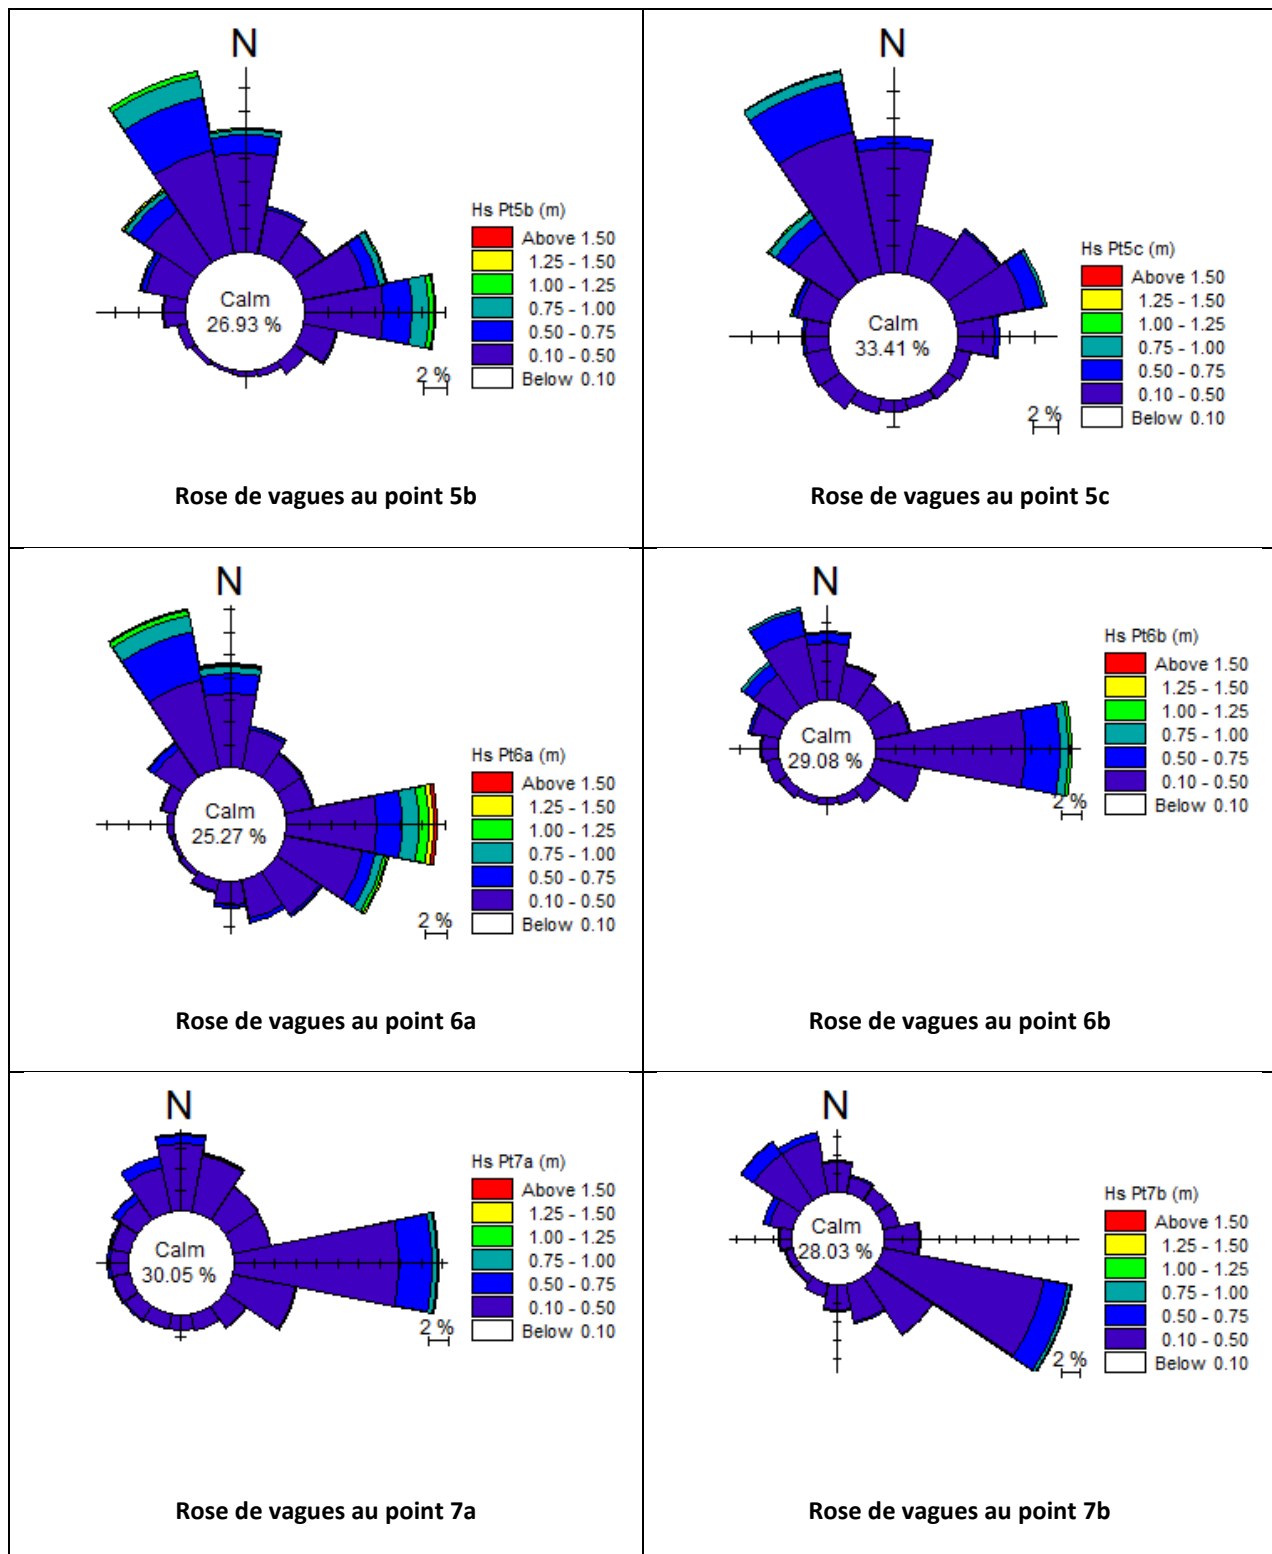 N
Calm
26.93 %
2 %
Hs Pt5b (m)
Above 1.50
1.25 - 1.50
1.00 - 1.25
0.75 - 1.00
0.50 - 0.75
0.10 - 0.50
Below 0.10
Rose de vagues au point 5b
N
Calm
33.41 %
2 %
Hs Pt5c (m)
Above 1.50
1.25 - 1.50
1.00 - 1.25
0.75 - 1.00
0.50 - 0.75
0.10 - 0.50
Below 0.10
Rose de vagues au point 5c
N
Calm
25.27 %
2 %
Hs Pt6a (m)
Above 1.50
1.25 - 1.50
1.00 - 1.25
0.75 - 1.00
0.50 - 0.75
0.10 - 0.50
Below 0.10
Rose de vagues au point 6a
N
Calm
29.08 %
2 %
Hs Pt6b (m)
Above 1.50
1.25 - 1.50
1.00 - 1.25
0.75 - 1.00
0.50 - 0.75
0.10 - 0.50
Below 0.10
Rose de vagues au point 6b
N
Calm
30.05 %
2 %
Hs Pt7a (m)
Above 1.50
1.25 - 1.50
1.00 - 1.25
0.75 - 1.00
0.50 - 0.75
0.10 - 0.50
Below 0.10
Rose de vagues au point 7a
N
Calm
28.03 %
2 %
Hs Pt7b (m)
Above 1.50
1.25 - 1.50
1.00 - 1.25
0.75 - 1.00
0.50 - 0.75
0.10 - 0.50
Below 0.10
Rose de vagues au point 7b